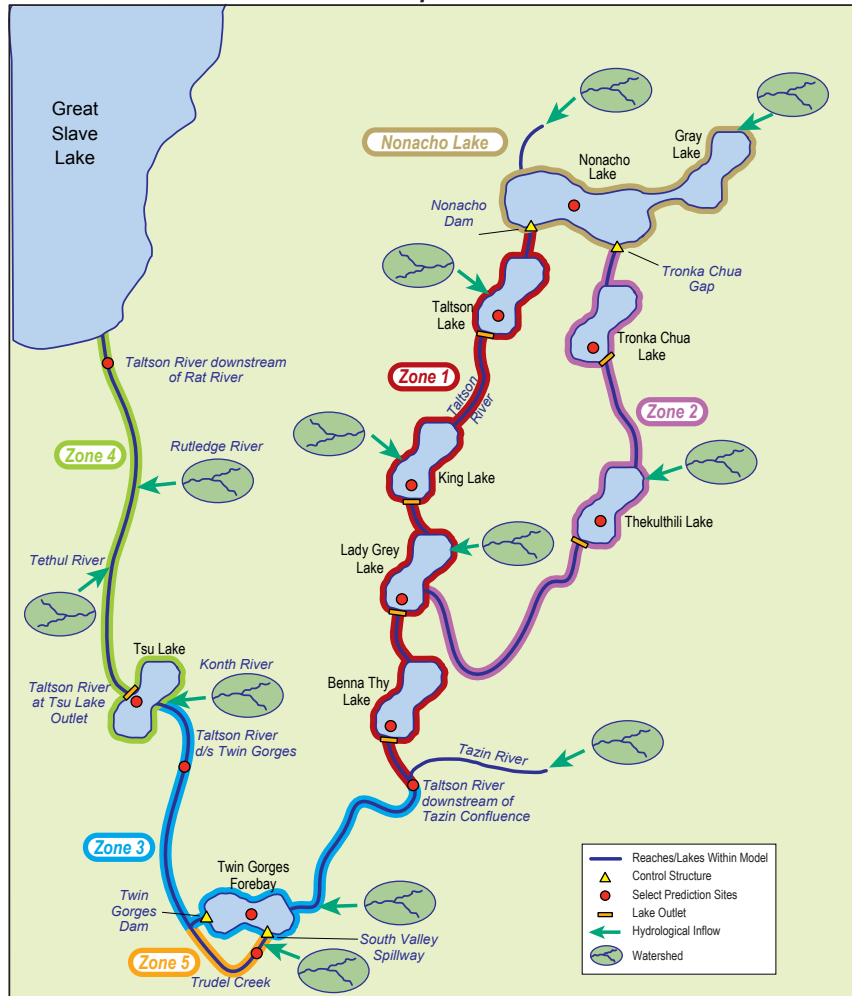 Great
Slave
Lake
Nonacho Lake
Gray
Lake
Nonacho
Lake
Nonacho
Dam
Tronka Chua
Gap
Taltson
Lake
Tronka Chua
Lake
Taltson River downstream
of Rat River
Zone 1
Taltson
River
Zone 2
Zone 4
Rutledge River
King Lake
Thekulthili Lake
Lady Grey
Lake
Tethul River
Tsu Lake
Konth River
Benna Thy
Lake
Taltson River
at Tsu Lake
Outlet
Taltson River
d/s Twin Gorges
Tazin River
Taltson River
downstream of
Tazin Confluence
Zone 3
Twin Gorges
Forebay
Twin
Gorges
Dam
South Valley
Spillway
Zone 5
Trudel Creek
Reaches/Lakes Within Model
Control Structure
Select Prediction Sites
Lake Outlet
Hydrological Inflow
Watershed